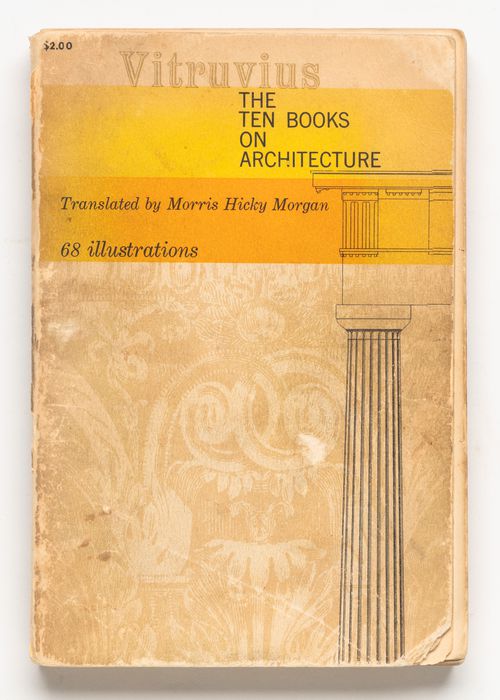 $2.00
Vitruvius
THE
TEN BOOKS
ON
ARCHITECTURE
Translated by Morris Hicky Morgan
68 illustrations